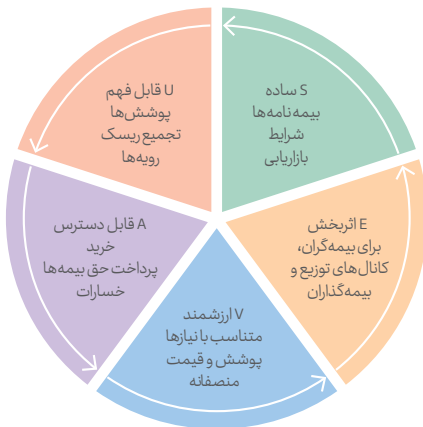 S ساده
بیمه‌نامه‌ها
شرایط
بازاریابی
U قابل فهم
پوشش‌ها
تجمیع ریسک
رویه‌ها
A قابل دسترس
خرید
پرداخت حق بیمه‌ها
خسارات
V ارزشمند
متناسب با نیازها
پوشش و قیمت
منصفانه
E اثربخش
برای بیمه‌گران،
کانال‌های توزیع و
بیمه‌گذاران